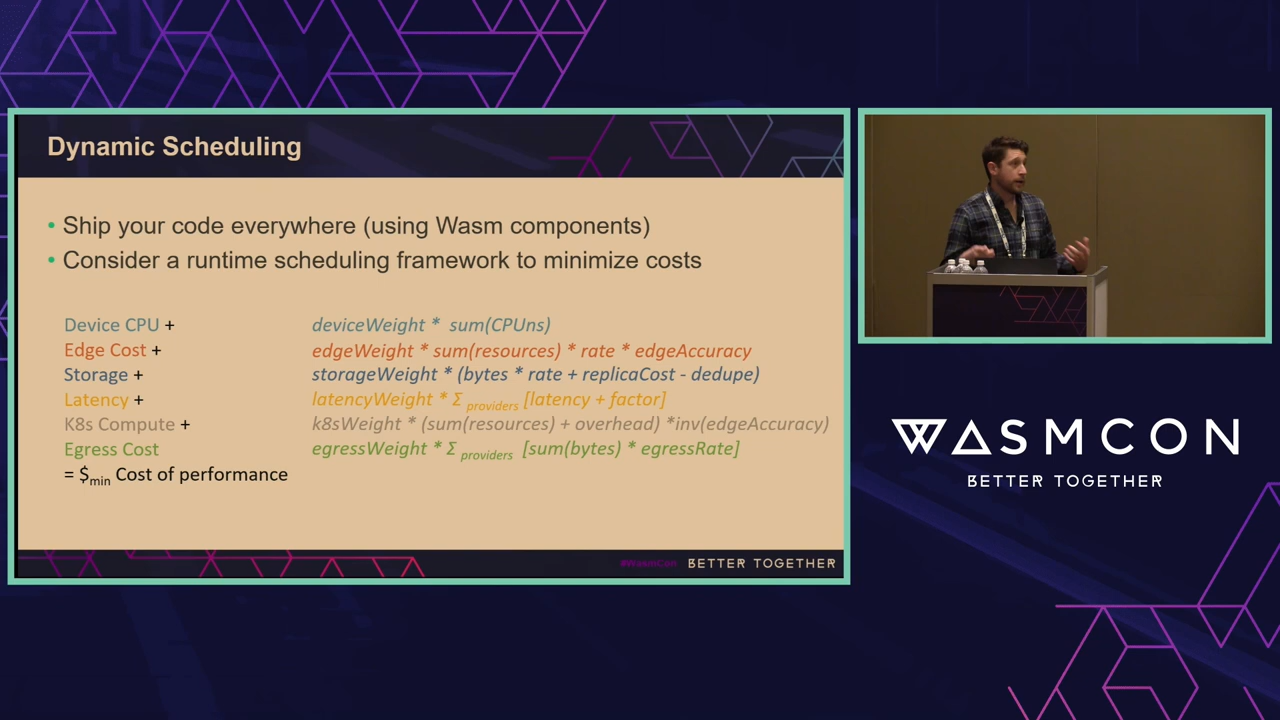 Dynamic Scheduling
• Ship your code everywhere (using Wasm components)
• Consider a runtime scheduling framework to minimize costs
Device CPU + deviceWeight * sum(CPUns)
Edge Cost + edgeWeight * sum(resources) * rate * edgeAccuracy
Storage + storageWeight * (bytes * rate + replicaCost - dedupe)
Latency + latencyWeight * Σ providers [latency + factor]
K8s Compute + k8sWeight * (sum(resources) + overhead) *inv(edgeAccuracy)
Egress Cost egressWeight * Σ providers [sum(bytes) * egressRate]
= $min Cost of performance
#WasmCon BETTER TOGETHER
WASMCON
BETTER TOGETHER